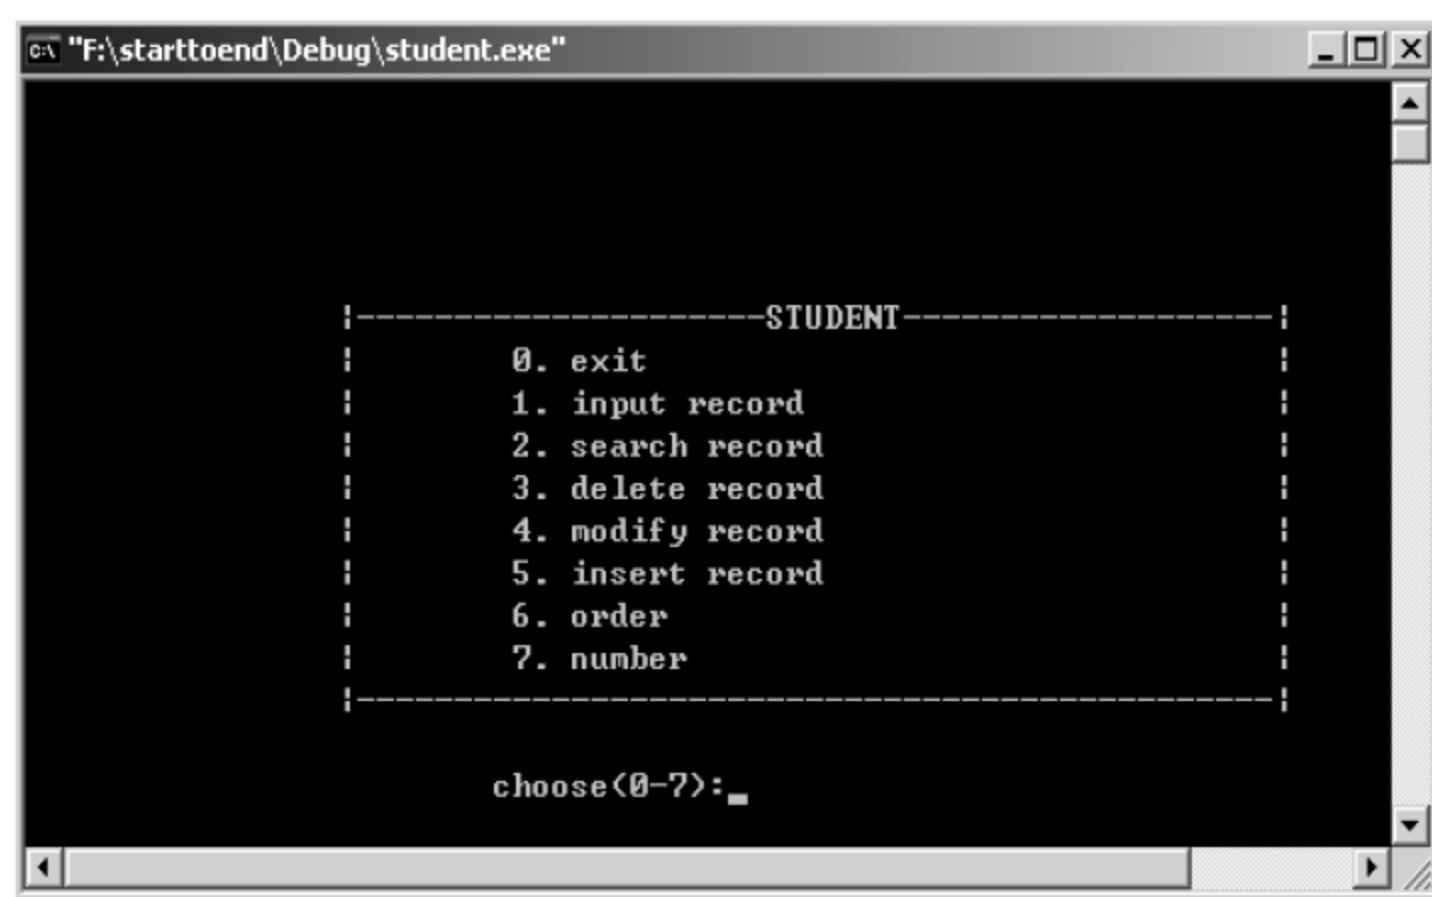 "F:\starttoend\Debug\student.exe"
|---------------------STUDENT-------------------|
| 0. exit |
| 1. input record |
| 2. search record |
| 3. delete record |
| 4. modify record |
| 5. insert record |
| 6. order |
| 7. number |
|-----------------------------------------------|
choose(0-7):_